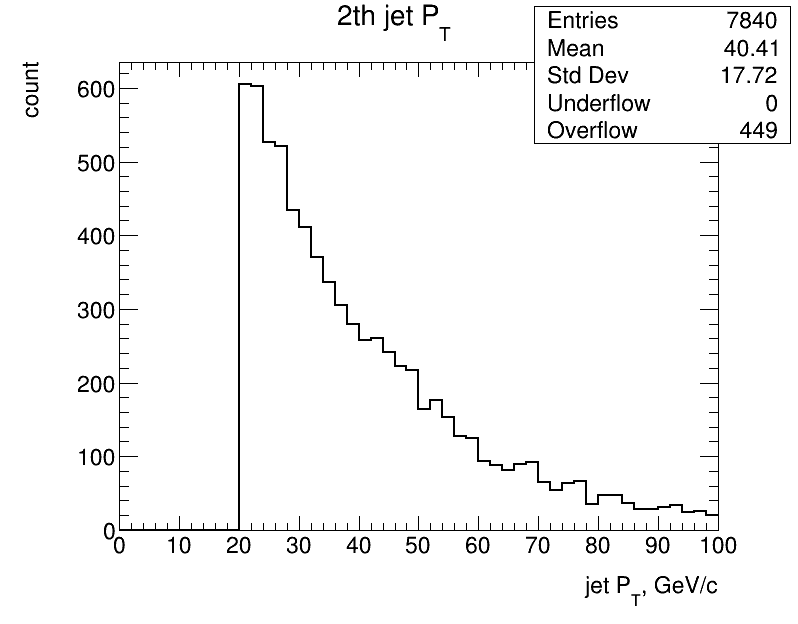 2th jet P_T
Entries 7840
Mean 40.41
Std Dev 17.72
Underflow 0
Overflow 449
count
600
500
400
300
200
100
0
0 10 20 30 40 50 60 70 80 90 100
jet P_T, GeV/c